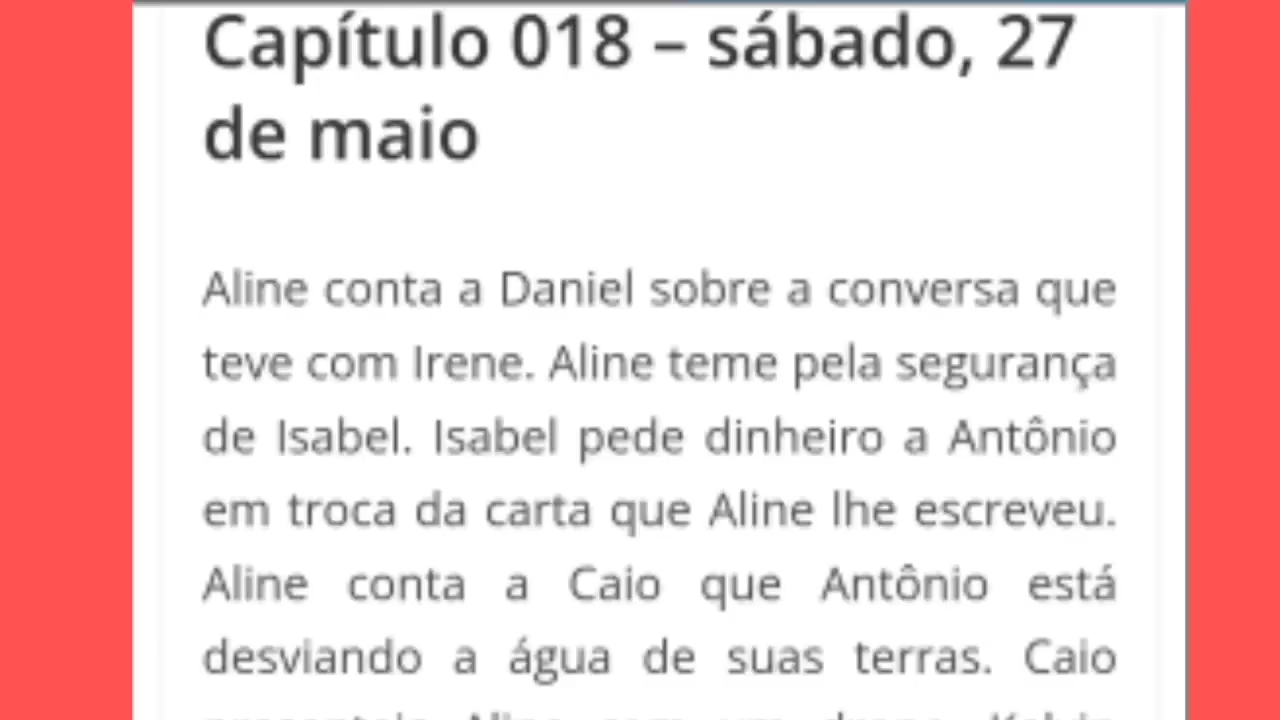 Capítulo 018 – sábado, 27
de maio
Aline conta a Daniel sobre a conversa que
teve com Irene. Aline teme pela segurança
de Isabel. Isabel pede dinheiro a Antônio
em troca da carta que Aline lhe escreveu.
Aline conta a Caio que Antônio está
desviando a água de suas terras. Caio